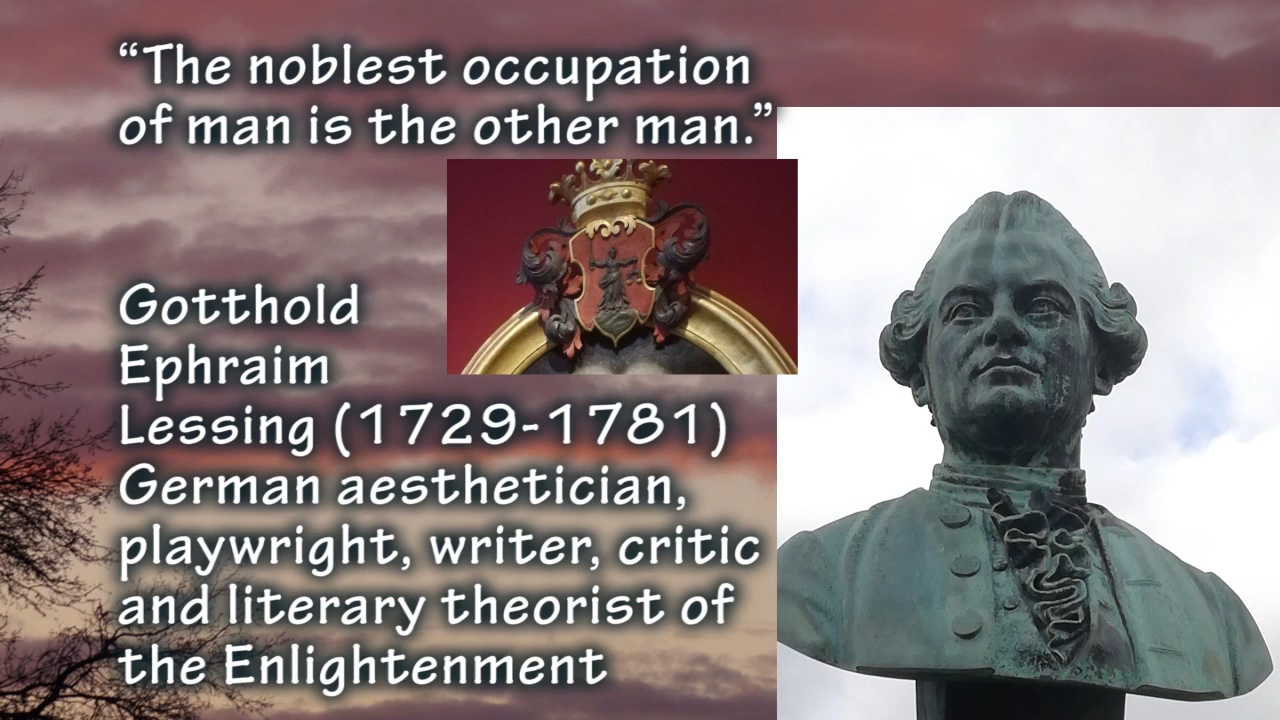 “The noblest occupation
of man is the other man.”
Gotthold
Ephraim
Lessing (1729-1781)
German aesthetician,
playwright, writer, critic
and literary theorist of
the Enlightenment